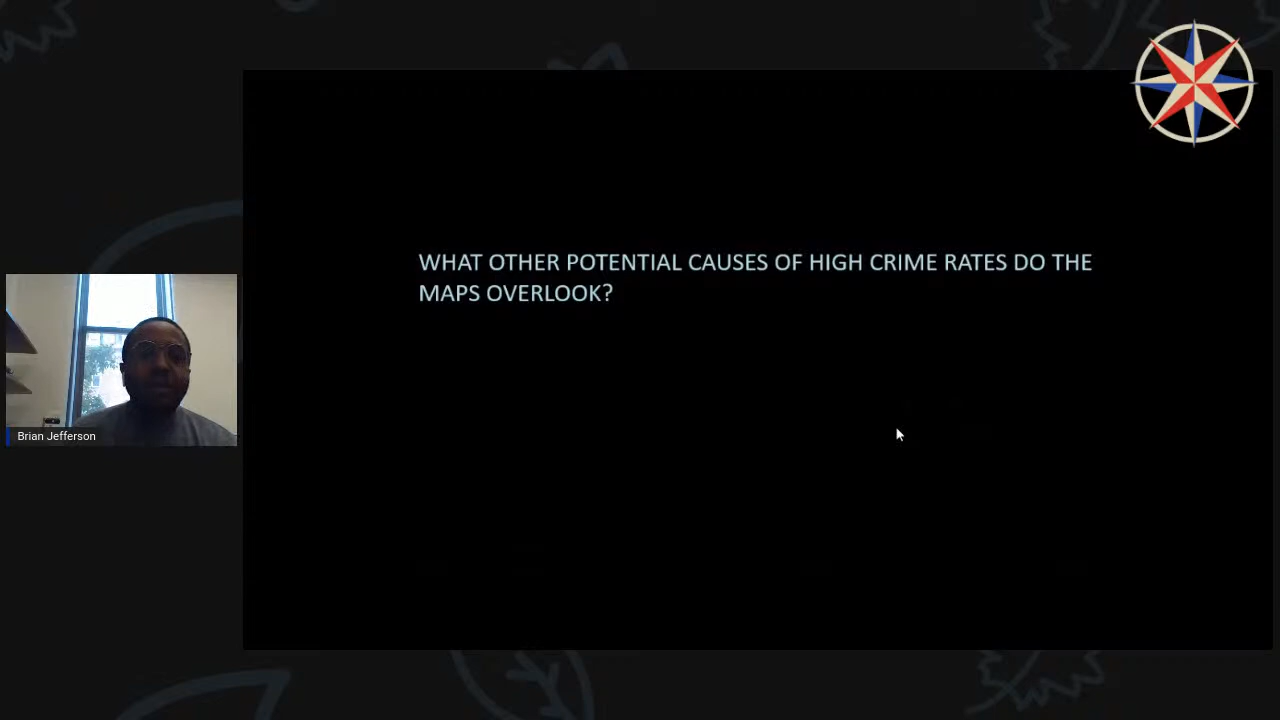 WHAT OTHER POTENTIAL CAUSES OF HIGH CRIME RATES DO THE
MAPS OVERLOOK?
Brian Jefferson